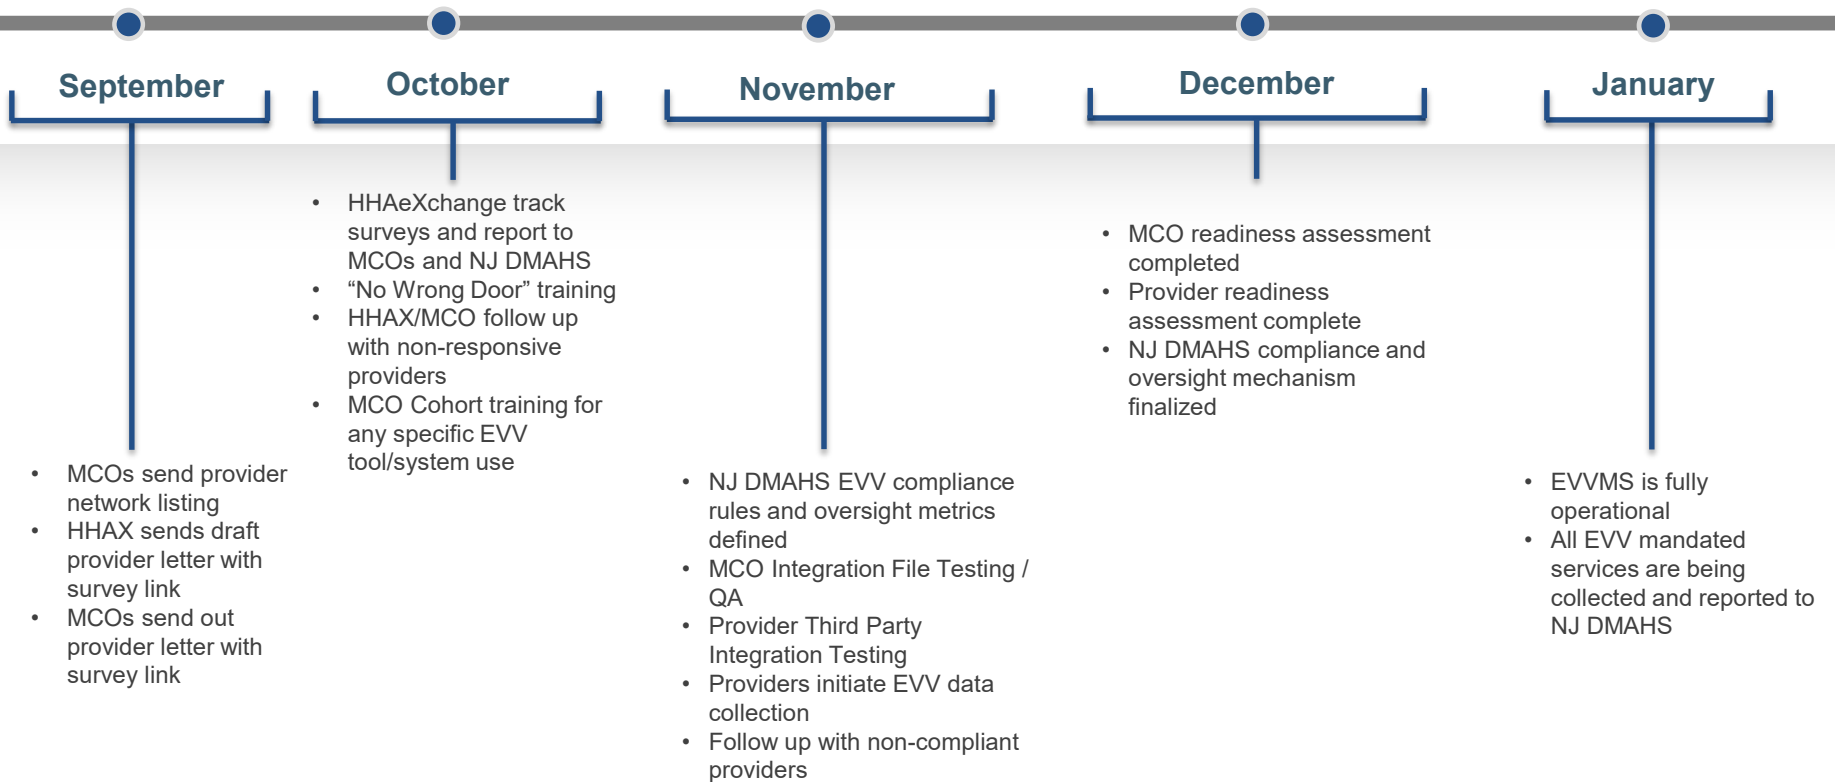 September
October
November
December
January
• MCOs send provider
network listing
• HHAX sends draft
provider letter with
survey link
• MCOs send out
provider letter with
survey link
• HHAeXchange track
surveys and report to
MCOs and NJ DMAHS
• “No Wrong Door” training
• HHAX/MCO follow up
with non-responsive
providers
• MCO Cohort training for
any specific EVV
tool/system use
• NJ DMAHS EVV compliance
rules and oversight metrics
defined
• MCO Integration File Testing /
QA
• Provider Third Party
Integration Testing
• Providers initiate EVV data
collection
• Follow up with non-compliant
providers
• MCO readiness assessment
completed
• Provider readiness
assessment complete
• NJ DMAHS compliance and
oversight mechanism
finalized
• EVVMS is fully
operational
• All EVV mandated
services are being
collected and reported to
NJ DMAHS